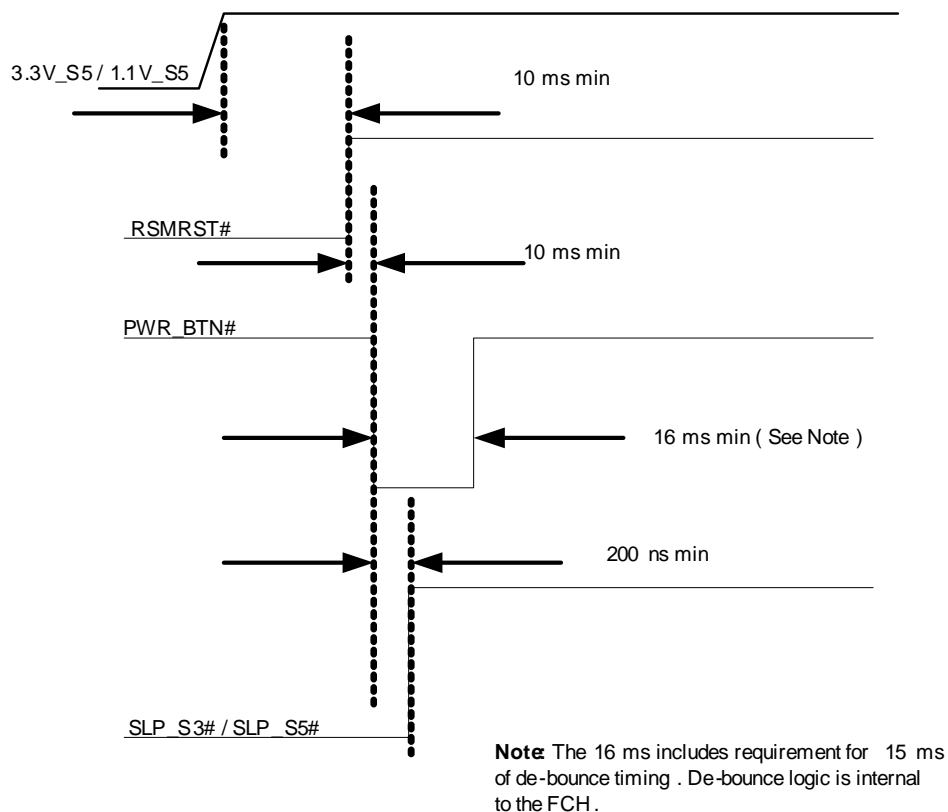 3.3V_S5 / 1.1V_S5
10 ms min
RSMRST#
10 ms min
PWR_BTN#
16 ms min ( See Note )
200 ns min
SLP_S3# / SLP_S5#
Note: The 16 ms includes requirement for 15 ms
of de-bounce timing . De-bounce logic is internal
to the FCH .